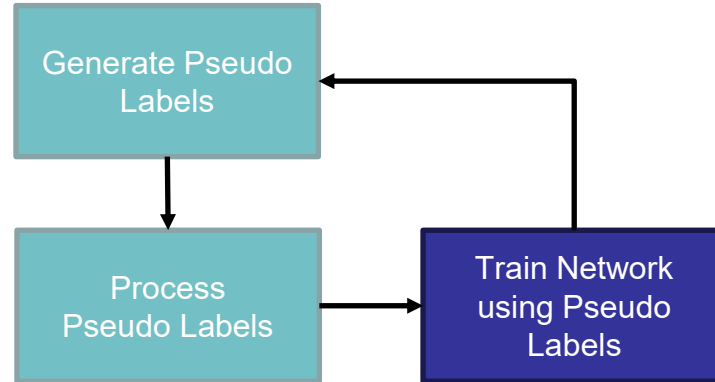 Generate Pseudo
Labels
Process
Pseudo Labels
Train Network
using Pseudo
Labels